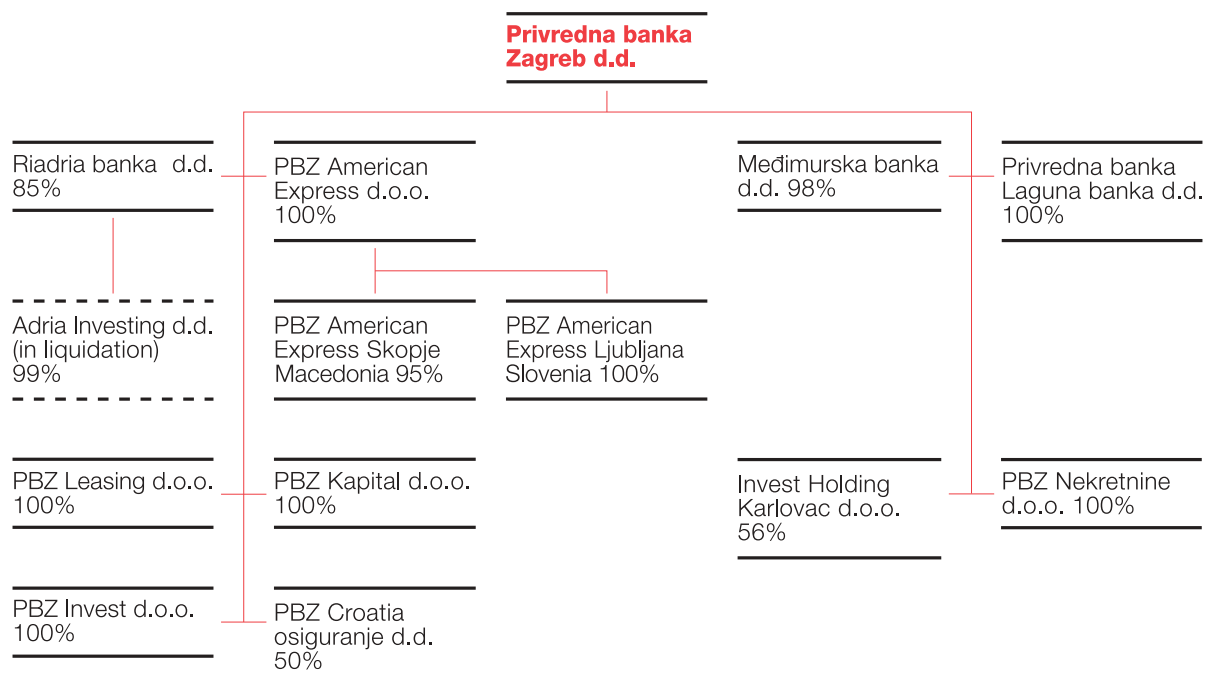 Privredna banka
Zagreb d.d.
Riadria banka d.d.
85%
PBZ American
Express d.o.o.
100%
Međimurska banka
d.d. 98%
Privredna banka
Laguna banka d.d.
100%
Adria Investing d.d.
(in liquidation)
99%
PBZ American
Express Skopje
Macedonia 95%
PBZ American
Express Ljubljana
Slovenia 100%
PBZ Leasing d.o.o.
100%
PBZ Kapital d.o.o.
100%
Invest Holding
Karlovac d.o.o.
56%
PBZ Nekretnine
d.o.o. 100%
PBZ Invest d.o.o.
100%
PBZ Croatia
osiguranje d.d.
50%